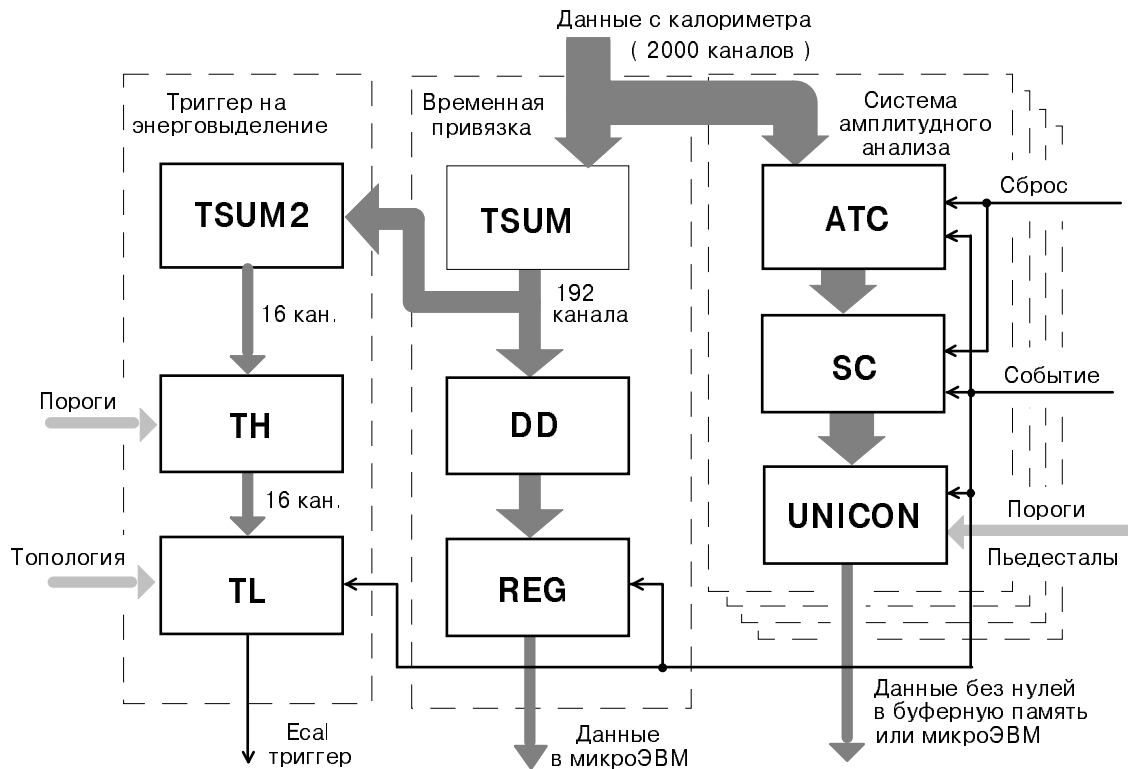 Данные с калориметра
( 2000 каналов )
Триггер на
энерговыделение
Временная
привязка
Система
амплитудного
анализа
TSUM2
TSUM
ATC
Сброс
16 кан.
192
канала
SC
Событие
Пороги
TH
DD
16 кан.
UNICON
Пороги
Пьедесталы
Топология
TL
REG
Ecal
триггер
Данные
в микроЭВМ
Данные без нулей
в буферную память
или микроЭВМ